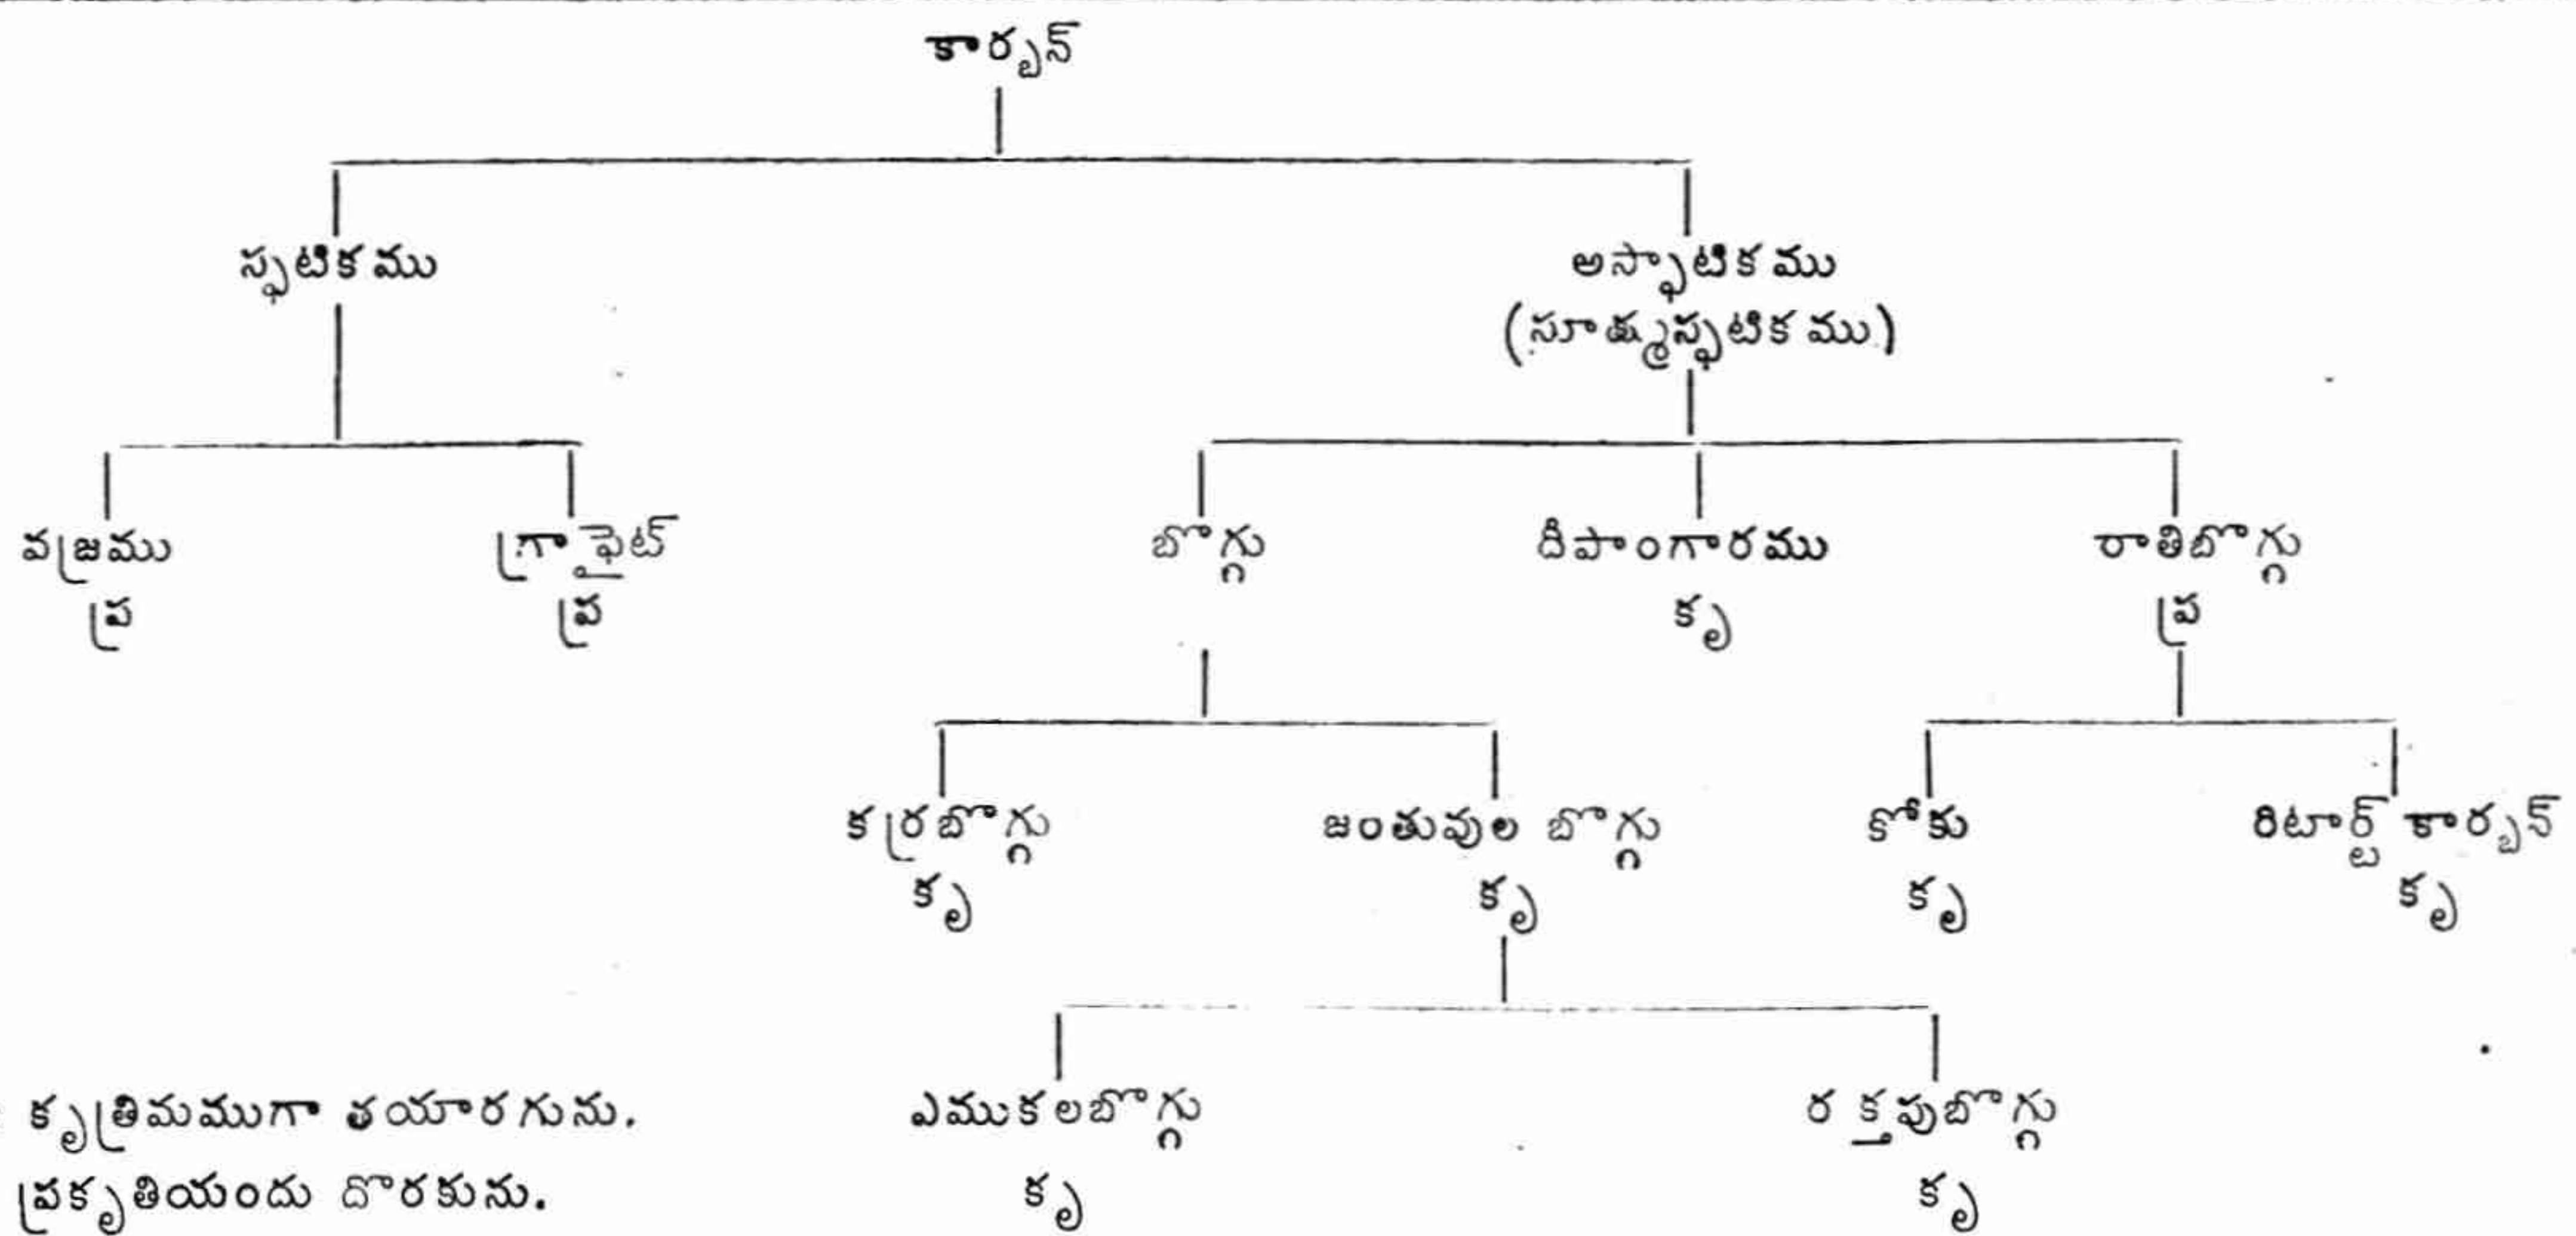 కార్బన్
స్ఫటికము
అస్ఫాటికము
(సూక్ష్మస్ఫటికము)
వజ్రము
గ్రాఫైట్
బొగ్గు
దీపాంగారము
రాతిబొగ్గు
ప్ర
ప్ర
కృ
ప్ర
కర్రబొగ్గు
జంతువుల బొగ్గు
కోకు
రిటార్ట్ కార్బన్
కృ
కృ
కృ
కృ
ఎముకలబొగ్గు
రక్తపుబొగ్గు
కృ
కృ
కృత్రిమముగా తయారగును.
ప్రకృతియందు దొరకును.